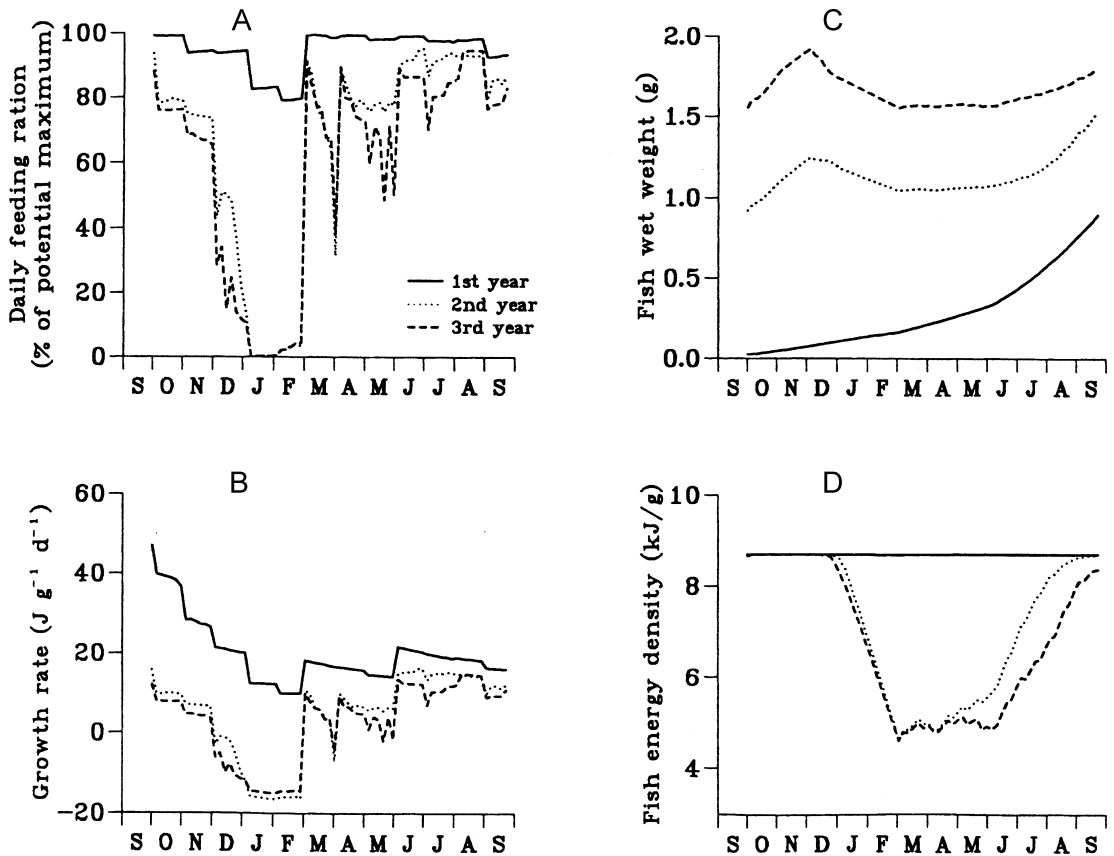 A
Daily feeding ration
(% of potential maximum)
100
80
60
40
20
0
1st year
2nd year
3rd year
S O N D J F M A M J J A S
C
Fish wet weight (g)
2.0
1.5
1.0
0.5
0.0
S O N D J F M A M J J A S
B
Growth rate (J g⁻¹ d⁻¹)
60
40
20
0
−20
S O N D J F M A M J J A S
D
Fish energy density (kJ/g)
10
8
6
4
S O N D J F M A M J J A S